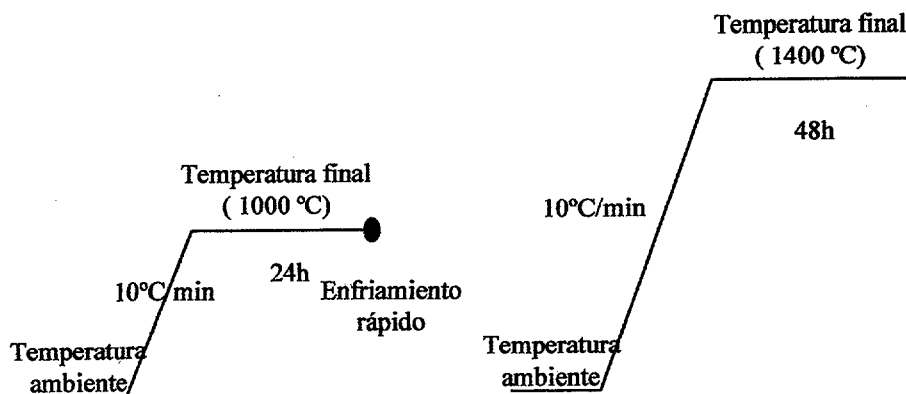 Temperatura final
( 1000 ºC)
10ºC/min
24h
Enfriamiento
rápido
Temperatura
ambiente
Temperatura final
( 1400 ºC)
48h
10ºC/min
Temperatura
ambiente